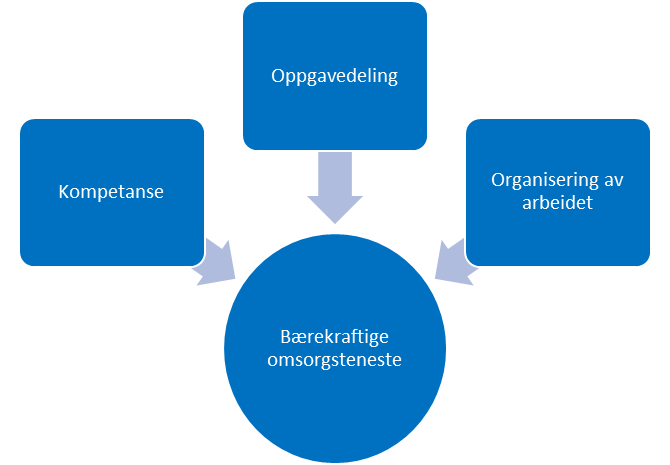 Oppgavedeling
Kompetanse
Organisering av
arbeidet
Bærekraftige
omsorgsteneste